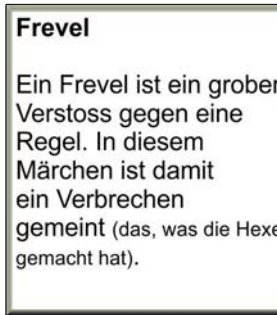 Frevel
Ein Frevel ist ein grober
Verstoss gegen eine
Regel. In diesem
Märchen ist damit
ein Verbrechen
gemeint (das, was die Hexe
gemacht hat).